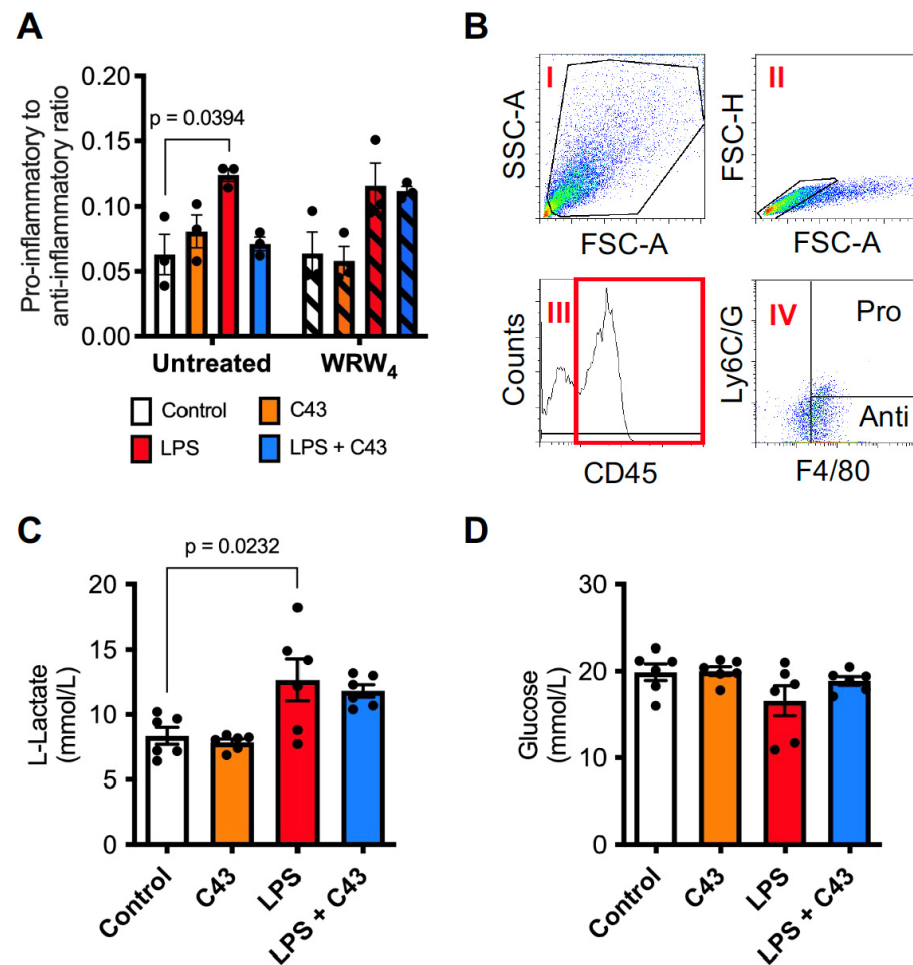 A
Pro-inflammatory to
anti-inflammatory ratio
0.20
0.15
0.10
0.05
0.00
p = 0.0394
Untreated
WRW₄
Control
C43
LPS
LPS + C43
B
I
SSC-A
FSC-A
II
FSC-H
FSC-A
III
Counts
CD45
IV
Pro
Anti
Ly6C/G
F4/80
C
p = 0.0232
L-Lactate
(mmol/L)
20
15
10
5
0
Control
C43
LPS
LPS + C43
D
Glucose
(mmol/L)
30
20
10
0
Control
C43
LPS
LPS + C43